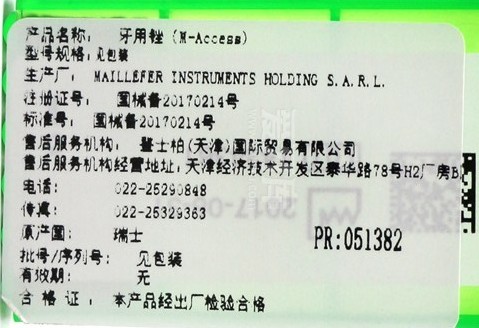 产品名称： 牙用锉（M-Access）
型号规格：见包装
生产厂： MAILLEFER INSTRUMENTS HOLDING S.A.R.L.
注册证号： 国械备20170214号
标准号： 国械备20170214号
售后服务机构： 登士柏(天津)国际贸易有限公司
售后服务机构经营地址：天津经济技术开发区泰华路78号H2厂房B
电话： 022-25290848
传真： 022-25329363
原产国： 瑞士
PR:051382
批号/序列号： 见包装
有效期： 无
合 格 证： 本产品经出厂检验合格